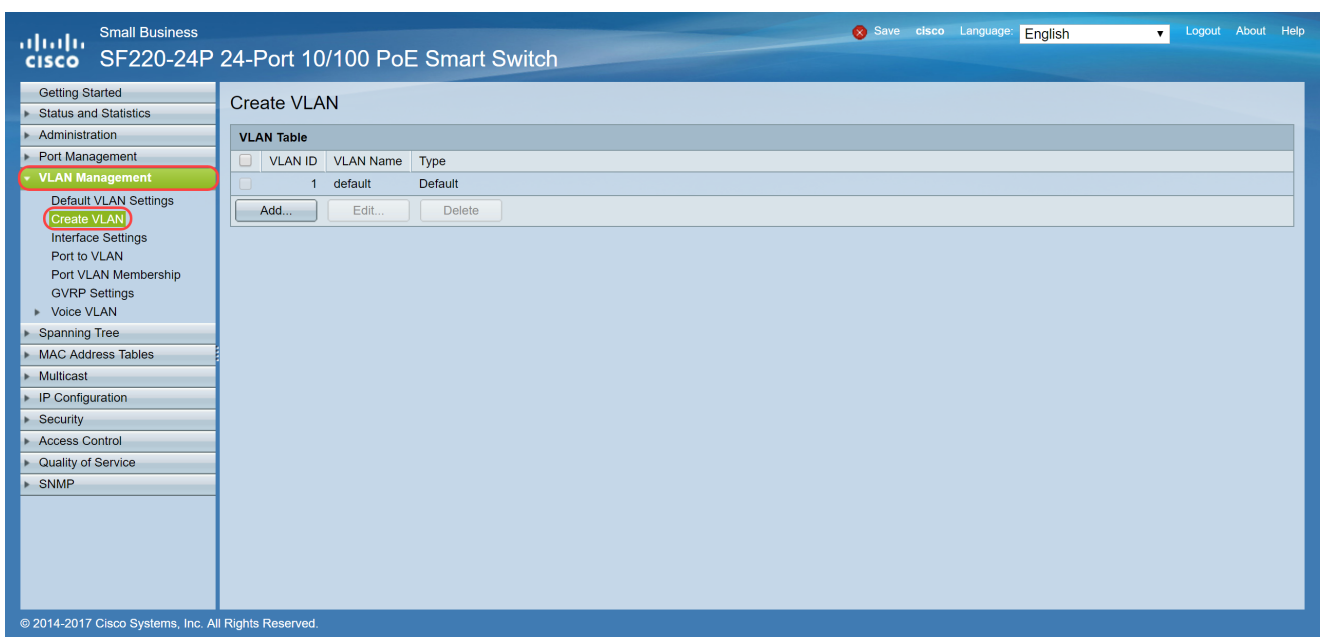 Small Business
cisco SF220-24P 24-Port 10/100 PoE Smart Switch
Save cisco Language: English Logout About Help
Getting Started
Status and Statistics
Administration
Port Management
VLAN Management
Default VLAN Settings
Create VLAN
Interface Settings
Port to VLAN
Port VLAN Membership
GVRP Settings
Voice VLAN
Spanning Tree
MAC Address Tables
Multicast
IP Configuration
Security
Access Control
Quality of Service
SNMP
Create VLAN
VLAN Table
VLAN ID VLAN Name Type
1 default Default
Add... Edit... Delete
© 2014-2017 Cisco Systems, Inc. All Rights Reserved.